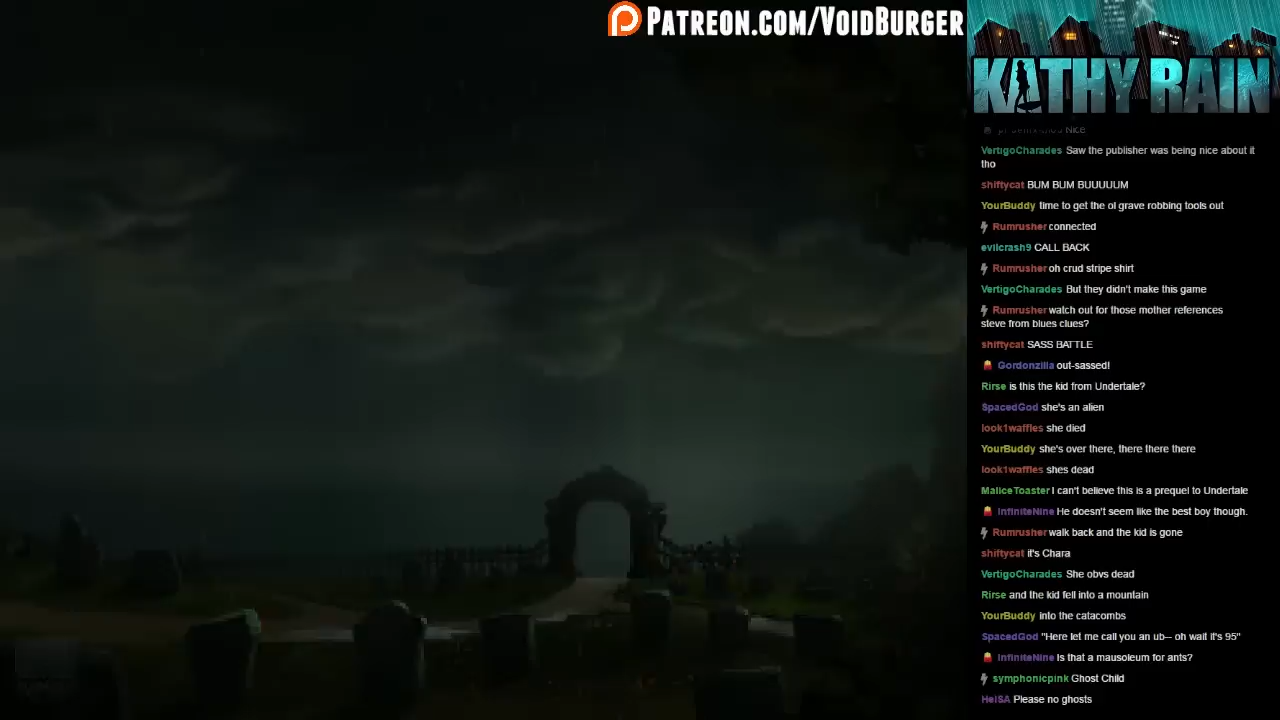 PATREON.COM/VOIDBURGER
KATHY RAIN
Nice
VertigoCharades Saw the publisher was being nice about it
tho
shiftycat BUM BUM BUUUUM
YourBuddy time to get the ol grave robbing tools out
Rumrusher connected
evilcrash9 CALL BACK
Rumrusher oh crud stripe shirt
VertigoCharades But they didn't make this game
Rumrusher watch out for those mother references
steve from blues clues?
shiftycat SASS BATTLE
Gordonzilla out-sassed!
Rirse is this the kid from Undertale?
SpacedGod she's an alien
look1waffles she died
YourBuddy she's over there, there there there
look1waffles shes dead
MaliceToaster I can't believe this is a prequel to Undertale
InfiniteNine He doesn't seem like the best boy though.
Rumrusher walk back and the kid is gone
shiftycat it's Chara
VertigoCharades She obvs dead
Rirse and the kid fell into a mountain
YourBuddy into the catacombs
SpacedGod "Here let me call you an ub-- oh wait it's 95"
InfiniteNine Is that a mausoleum for ants?
symphonicpink Ghost Child
HelSA Please no ghosts